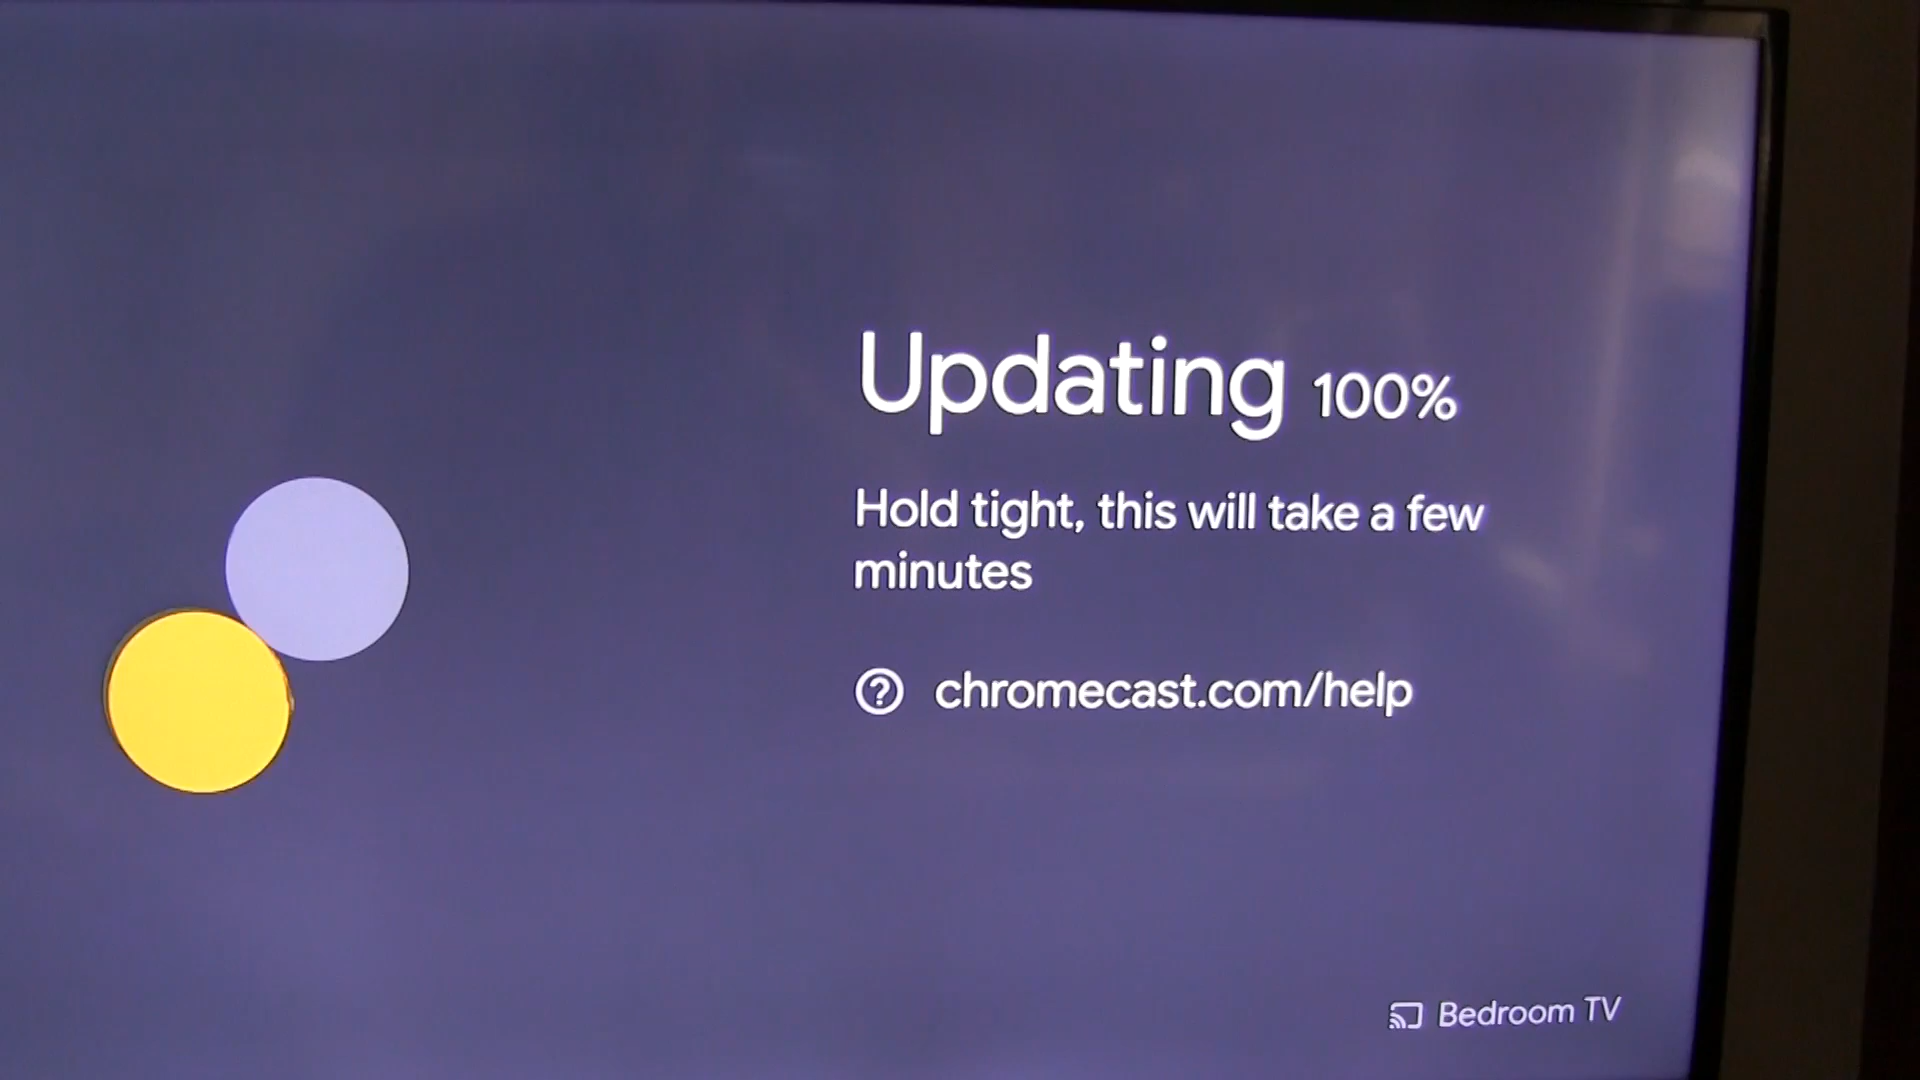 Updating 100%
Hold tight, this will take a few
minutes
chromecast.com/help
Bedroom TV